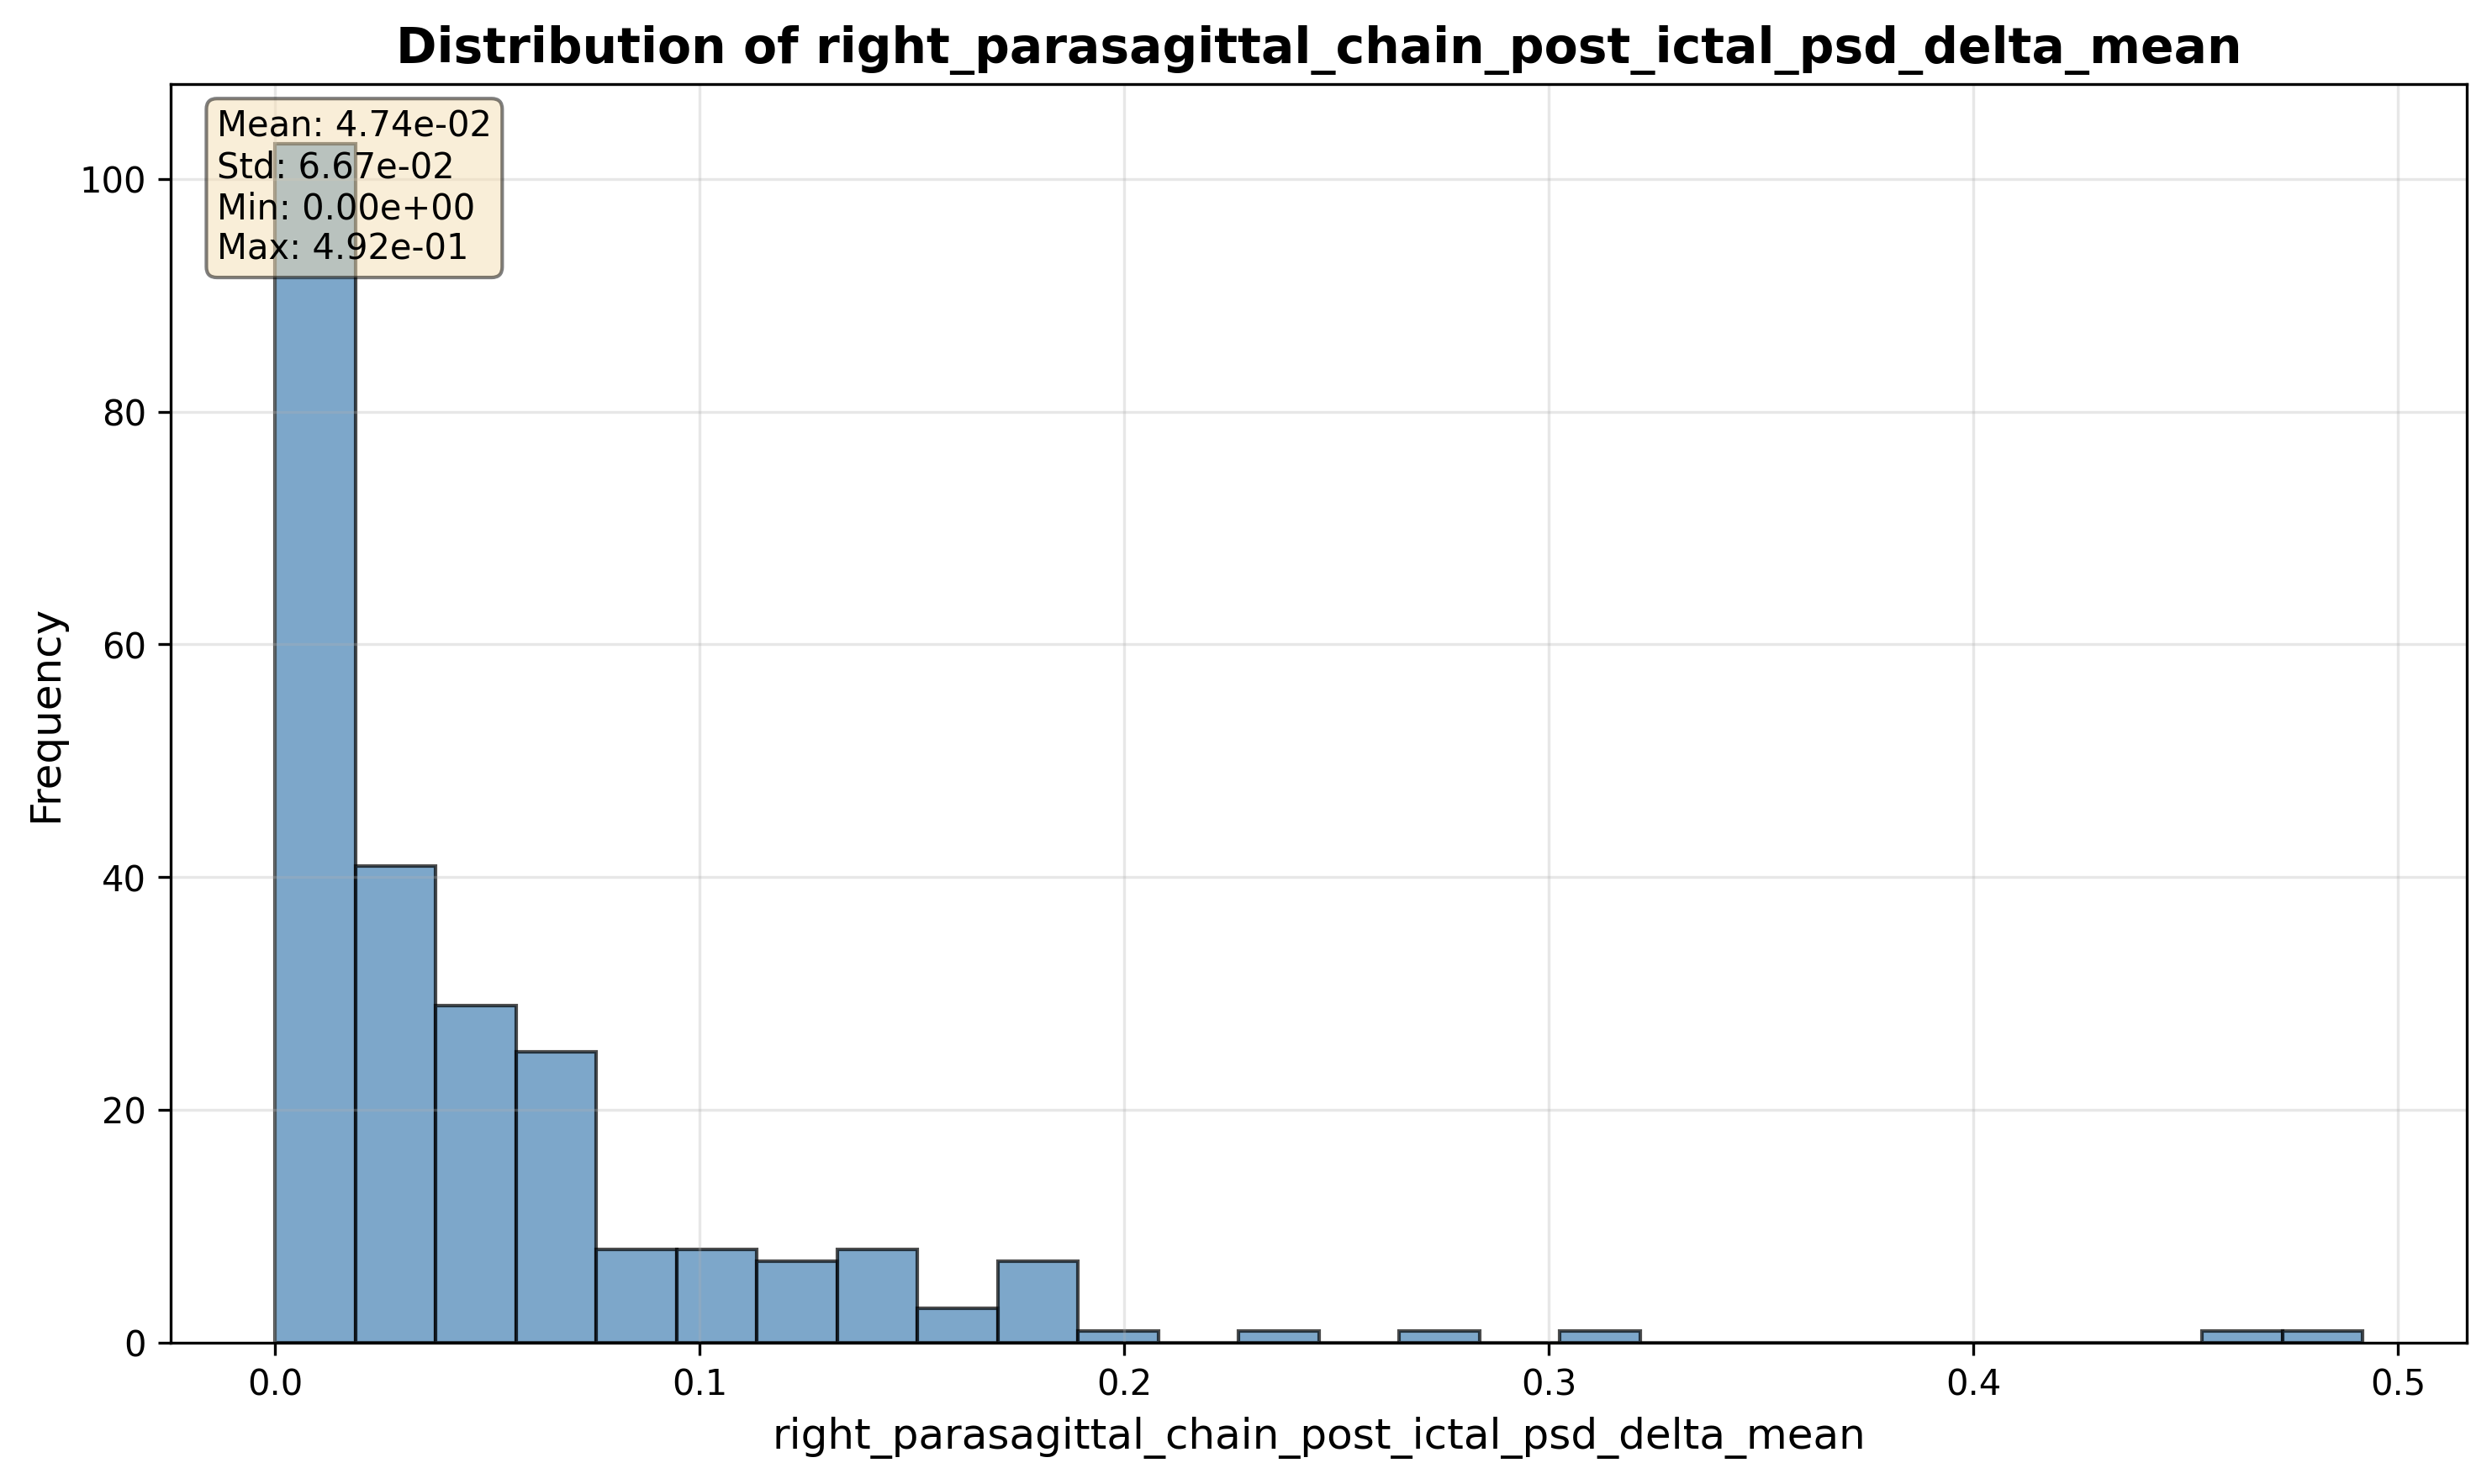 Distribution of right_parasagittal_chain_post_ictal_psd_delta_mean
Mean: 4.74e-02
Std: 6.67e-02
Min: 0.00e+00
Max: 4.92e-01
100
80
60
40
20
0
Frequency
0.0 0.1 0.2 0.3 0.4 0.5
right_parasagittal_chain_post_ictal_psd_delta_mean